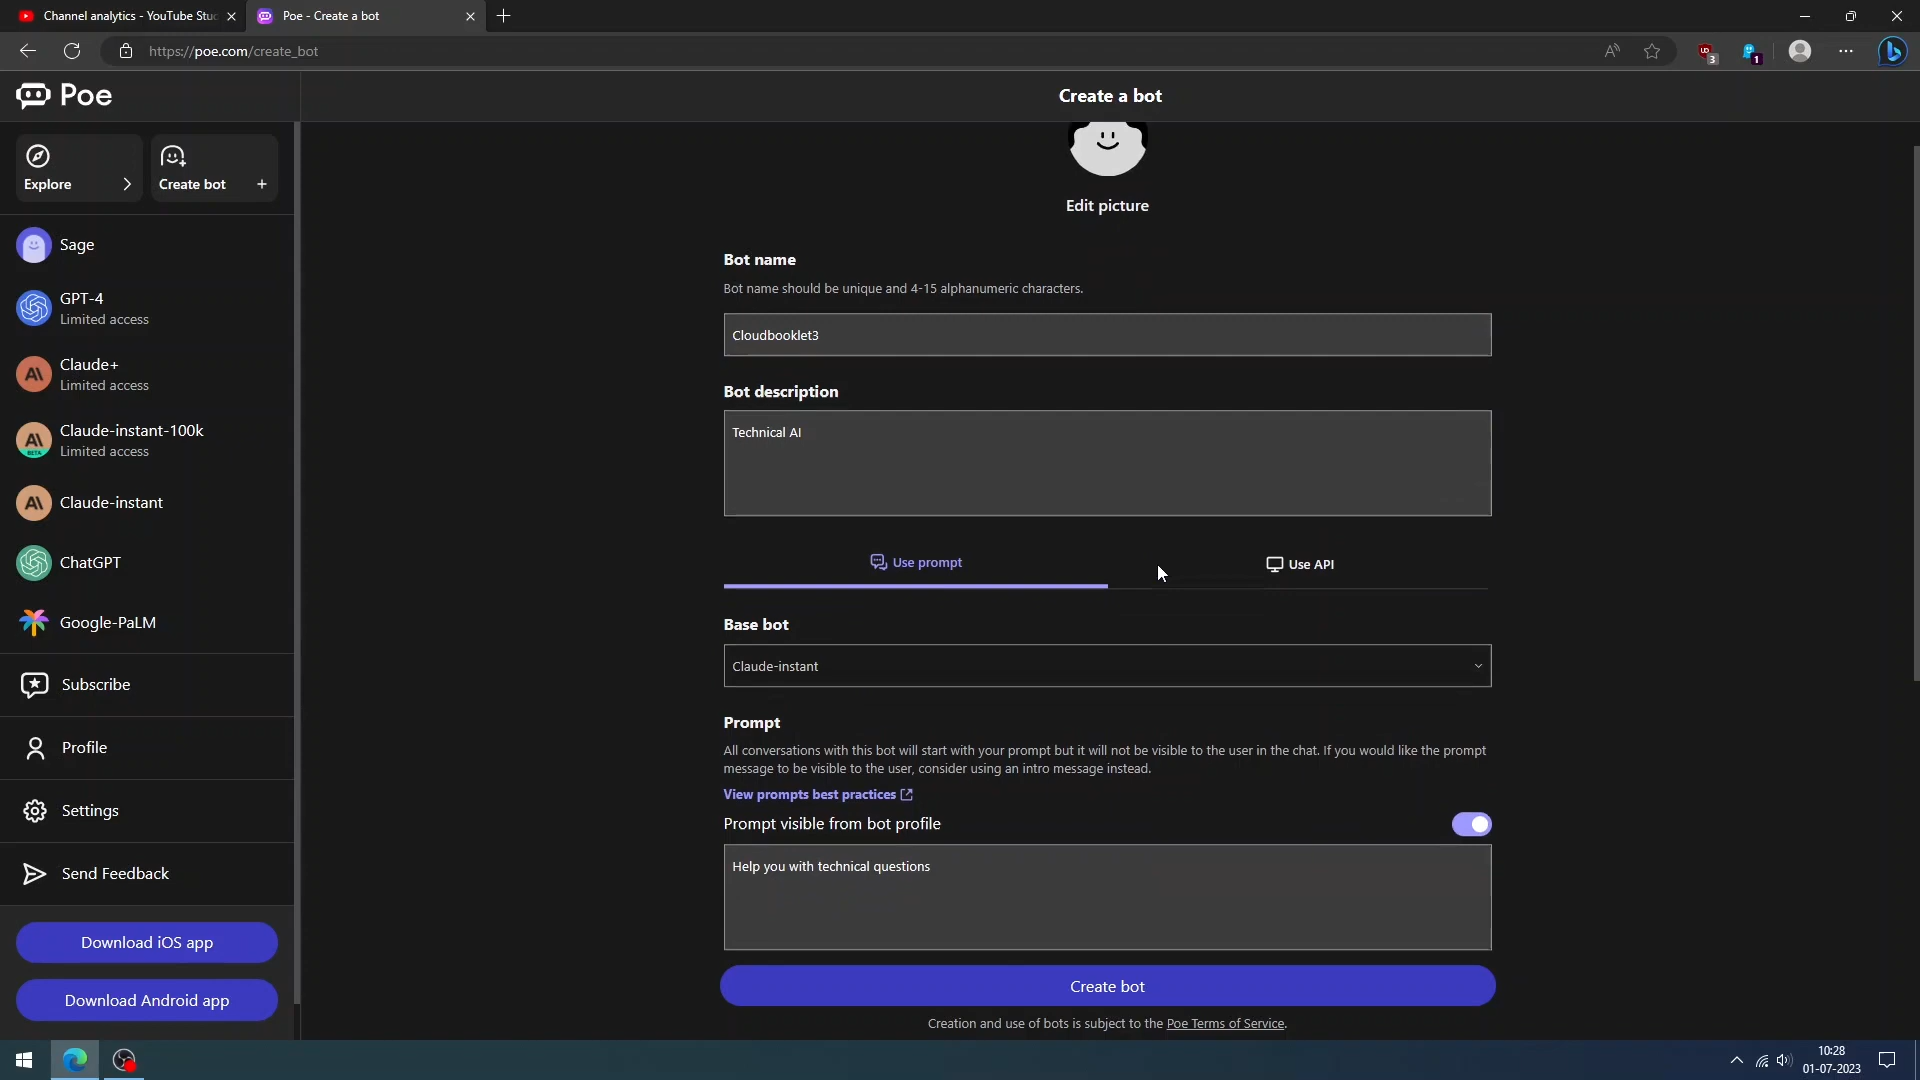 Channel analytics - YouTube Stu
Poe - Create a bot
https://poe.com/create_bot
3
1
Poe
Create a bot
Explore
Create bot
Edit picture
Sage
GPT-4
Limited access
Claude+
Limited access
Claude-instant-100k
Limited access
Claude-instant
ChatGPT
Google-PaLM
Subscribe
Profile
Settings
Send Feedback
Download iOS app
Download Android app
Bot name
Bot name should be unique and 4-15 alphanumeric characters.
Cloudbooklet3
Bot description
Technical AI
Use prompt
Use API
Base bot
Claude-instant
Prompt
All conversations with this bot will start with your prompt but it will not be visible to the user in the chat. If you would like the prompt
message to be visible to the user, consider using an intro message instead.
View prompts best practices
Prompt visible from bot profile
Help you with technical questions
Create bot
Creation and use of bots is subject to the Poe Terms of Service.
10:28
01-07-2023